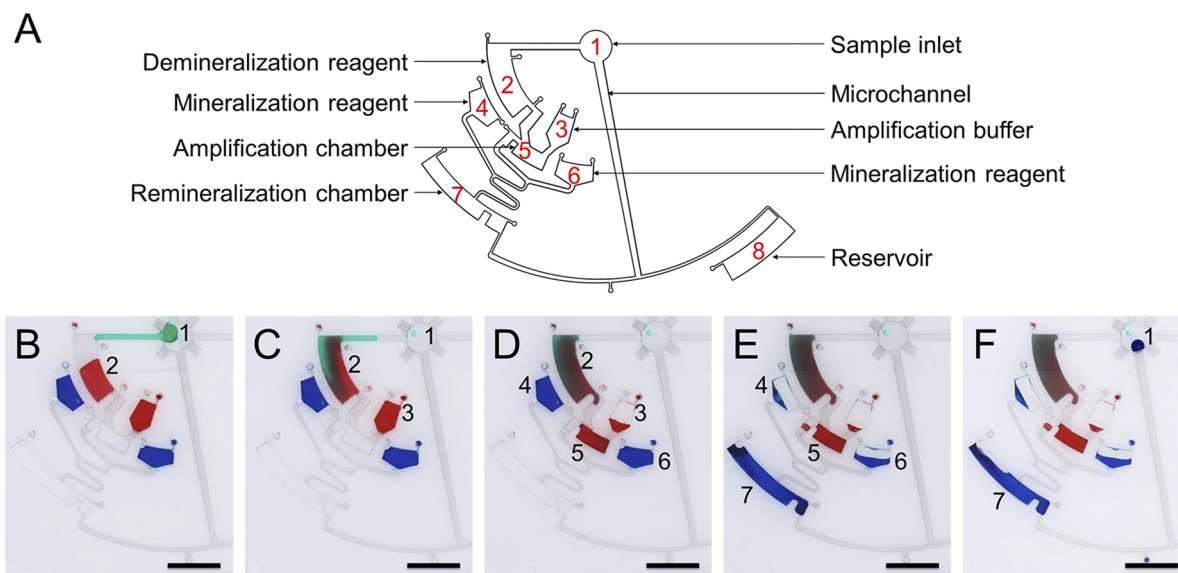 A
Demineralization reagent
Mineralization reagent
Amplification chamber
Remineralization chamber
1
2
4
3
5
6
7
8
Sample inlet
Microchannel
Amplification buffer
Mineralization reagent
Reservoir
B
1
2
C
1
2
3
D
2
4
3
5
6
E
4
5
6
7
F
1
7